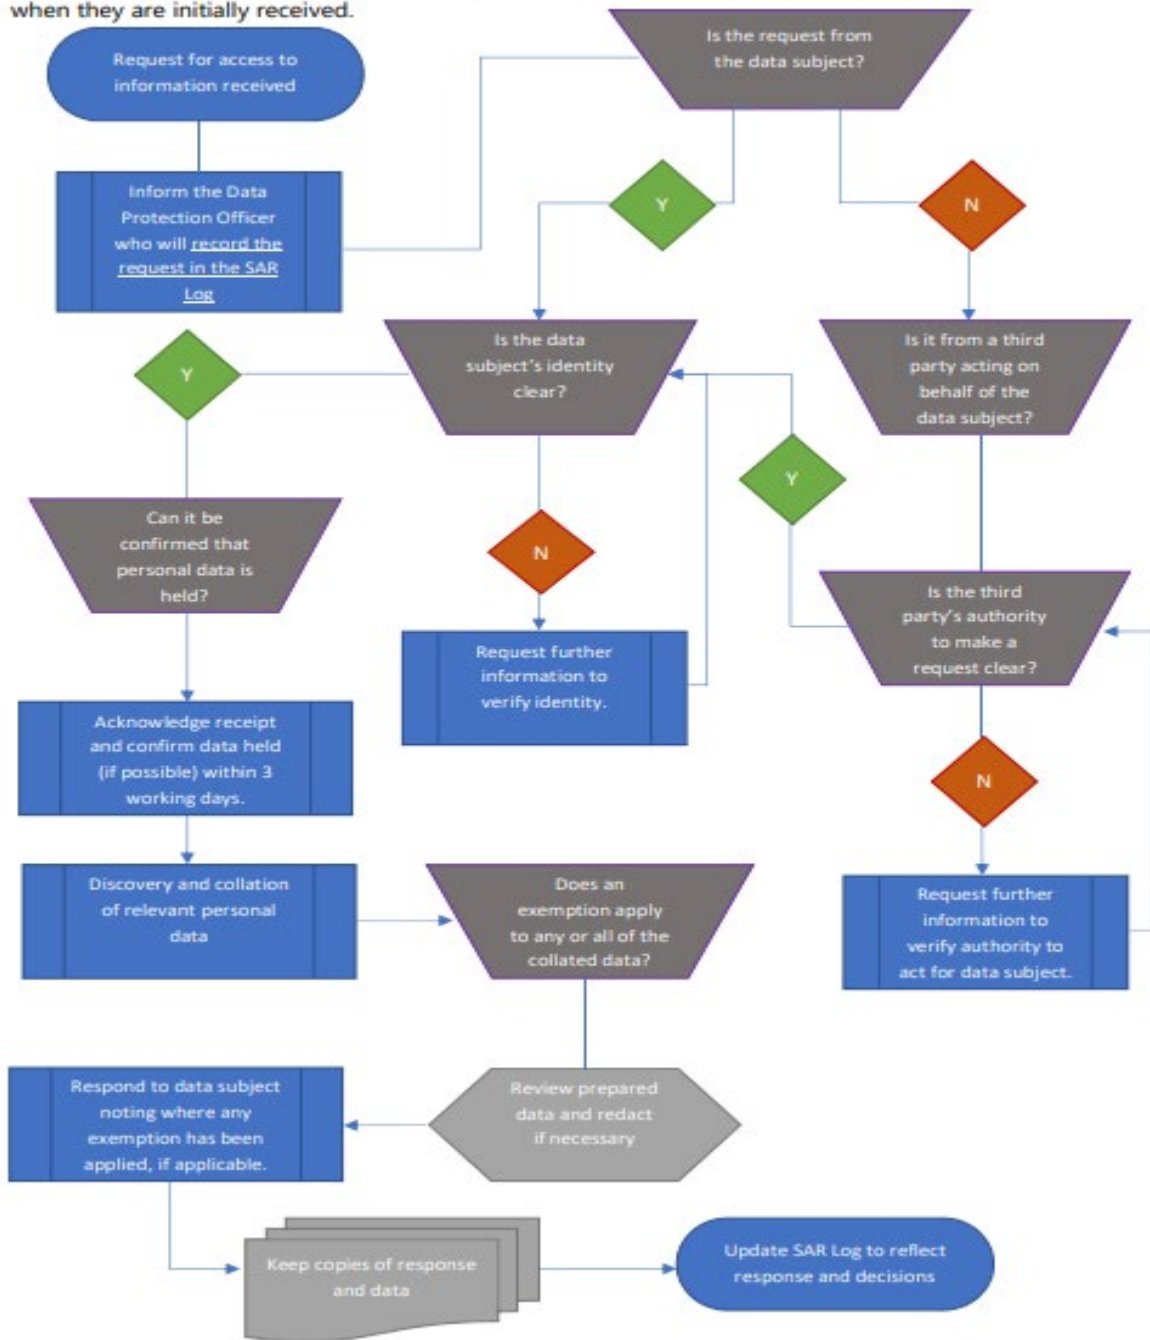 when they are initially received.
Request for access to
information received
Is the request from
the data subject?
Inform the Data
Protection Officer
who will record the
request in the SAR
Log
Y
N
Y
Is the data
subject's identity
clear?
Is it from a third
party acting on
behalf of the
data subject?
Y
Can it be
confirmed that
personal data is
held?
N
Is the third
party's authority
to make a
request clear?
Request further
information to
verify identity.
Acknowledge receipt
and confirm data held
(if possible) within 3
working days.
N
Discovery and collation
of relevant personal
data
Does an
exemption apply
to any or all of the
collated data?
Request further
information to
verify authority to
act for data subject.
Respond to data subject
noting where any
exemption has been
applied, if applicable.
Review prepared
data and redact
if necessary
Keep copies of response
and data
Update SAR Log to reflect
response and decisions